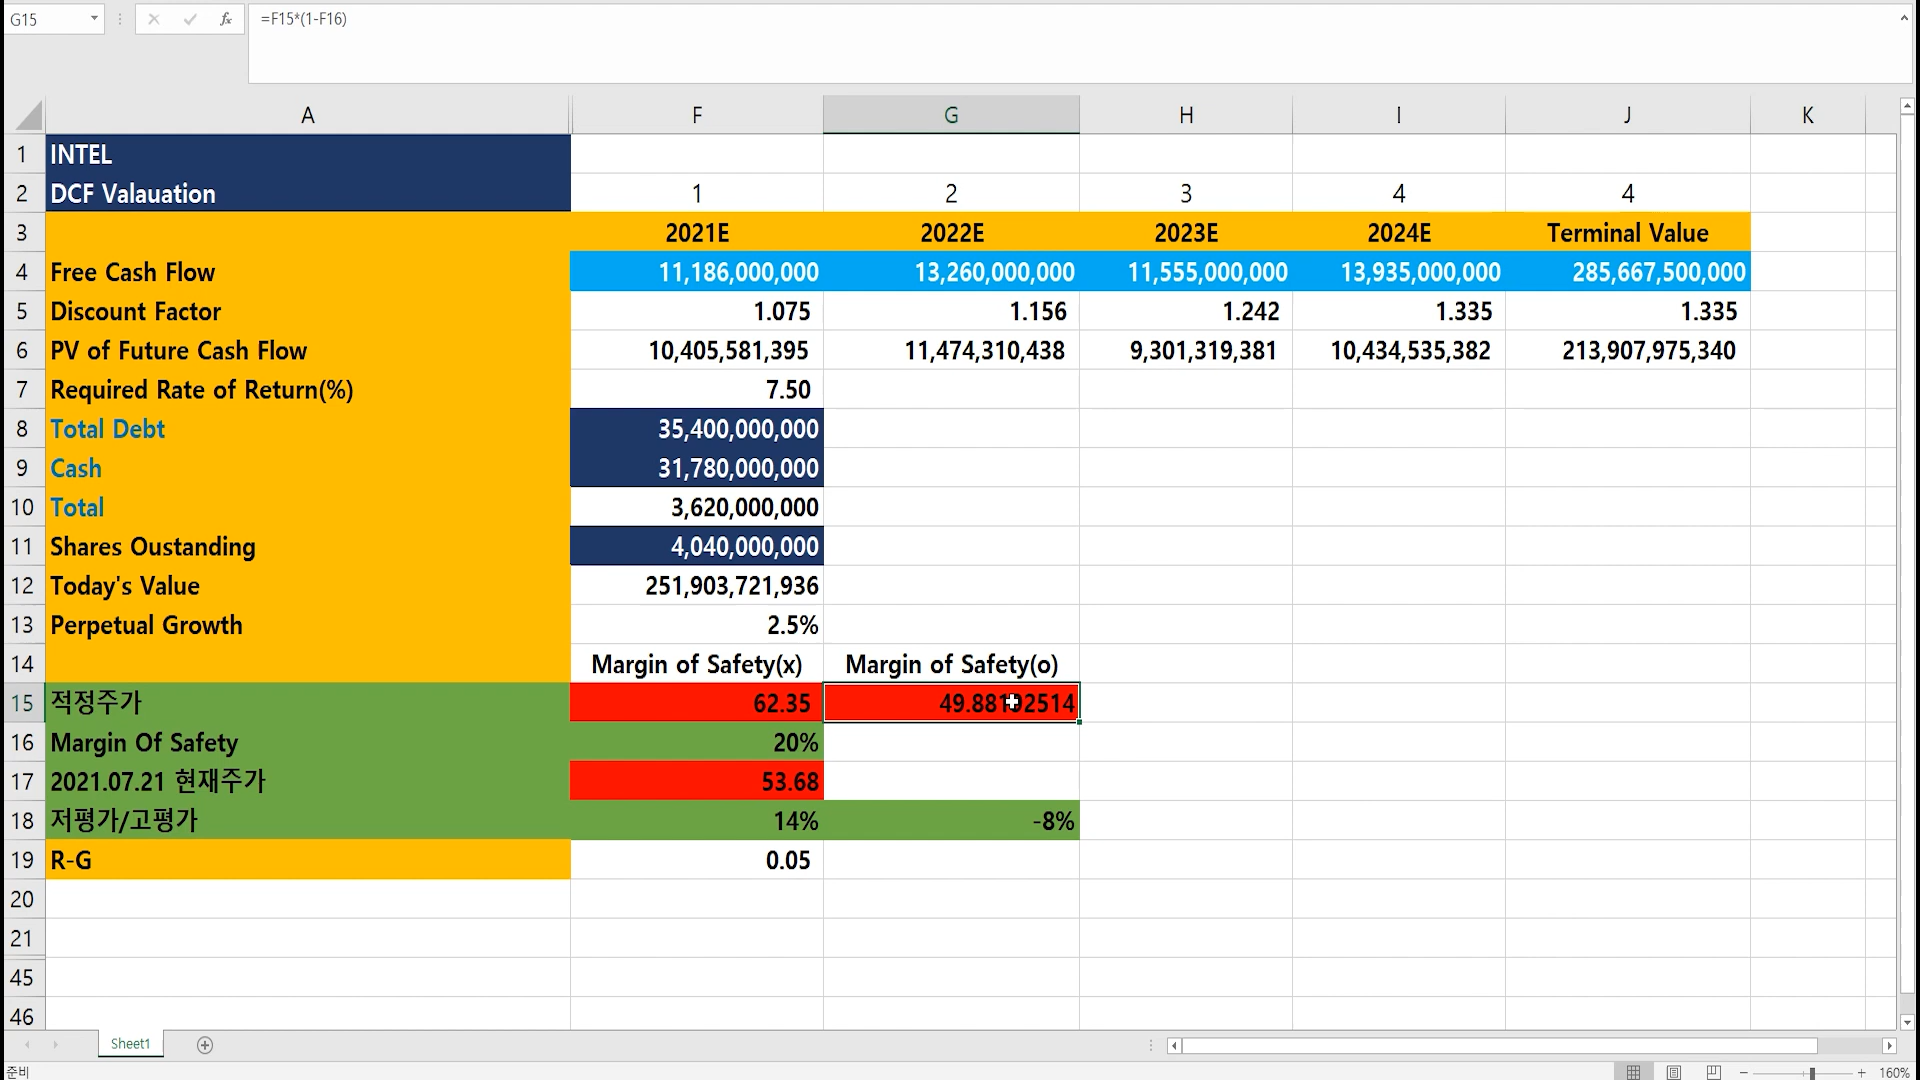 G15 fx =F15*(1-F16)
A F G H I J K
1 INTEL
2 DCF Valauation 1 2 3 4 4
3 2021E 2022E 2023E 2024E Terminal Value
4 Free Cash Flow 11,186,000,000 13,260,000,000 11,555,000,000 13,935,000,000 285,667,500,000
5 Discount Factor 1.075 1.156 1.242 1.335 1.335
6 PV of Future Cash Flow 10,405,581,395 11,474,310,438 9,301,319,381 10,434,535,382 213,907,975,340
7 Required Rate of Return(%) 7.50
8 Total Debt 35,400,000,000
9 Cash 31,780,000,000
10 Total 3,620,000,000
11 Shares Oustanding 4,040,000,000
12 Today's Value 251,903,721,936
13 Perpetual Growth 2.5%
14 Margin of Safety(x) Margin of Safety(o)
15 적정주가 62.35
16 Margin Of Safety 20%
17 2021.07.21 현재주가 53.68
18 저평가/고평가 14% -8%
19 R-G 0.05
20
21
45
46
Sheet1
준비 160%